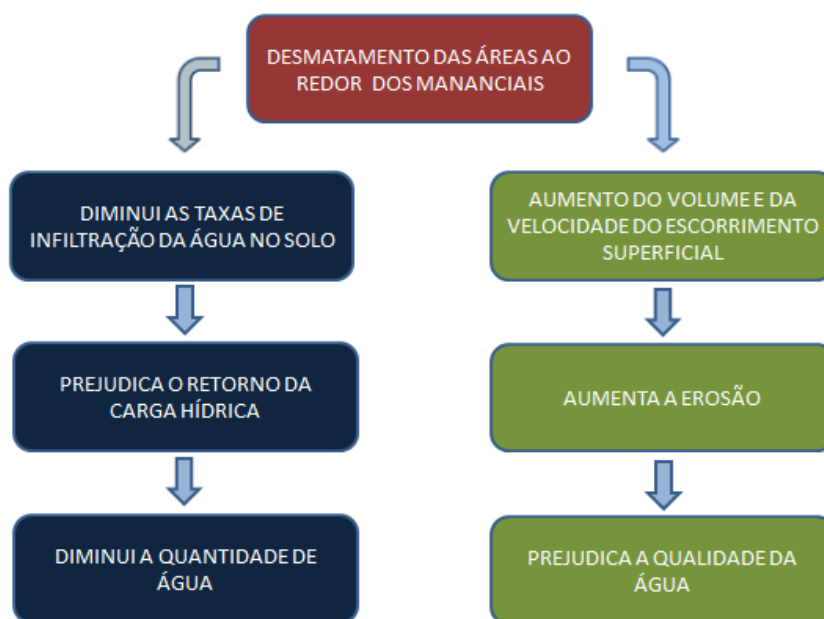 DESMATAMENTO DAS ÁREAS AO
REDOR DOS MANANCIAIS
DIMINUI AS TAXAS DE
INFILTRAÇÃO DA ÁGUA NO SOLO
PREJUDICA O RETORNO DA
CARGA HÍDRICA
DIMINUI A QUANTIDADE DE
ÁGUA
AUMENTO DO VOLUME E DA
VELOCIDADE DO ESCORRIMENTO
SUPERFICIAL
AUMENTA A EROSÃO
PREJUDICA A QUALIDADE DA
ÁGUA